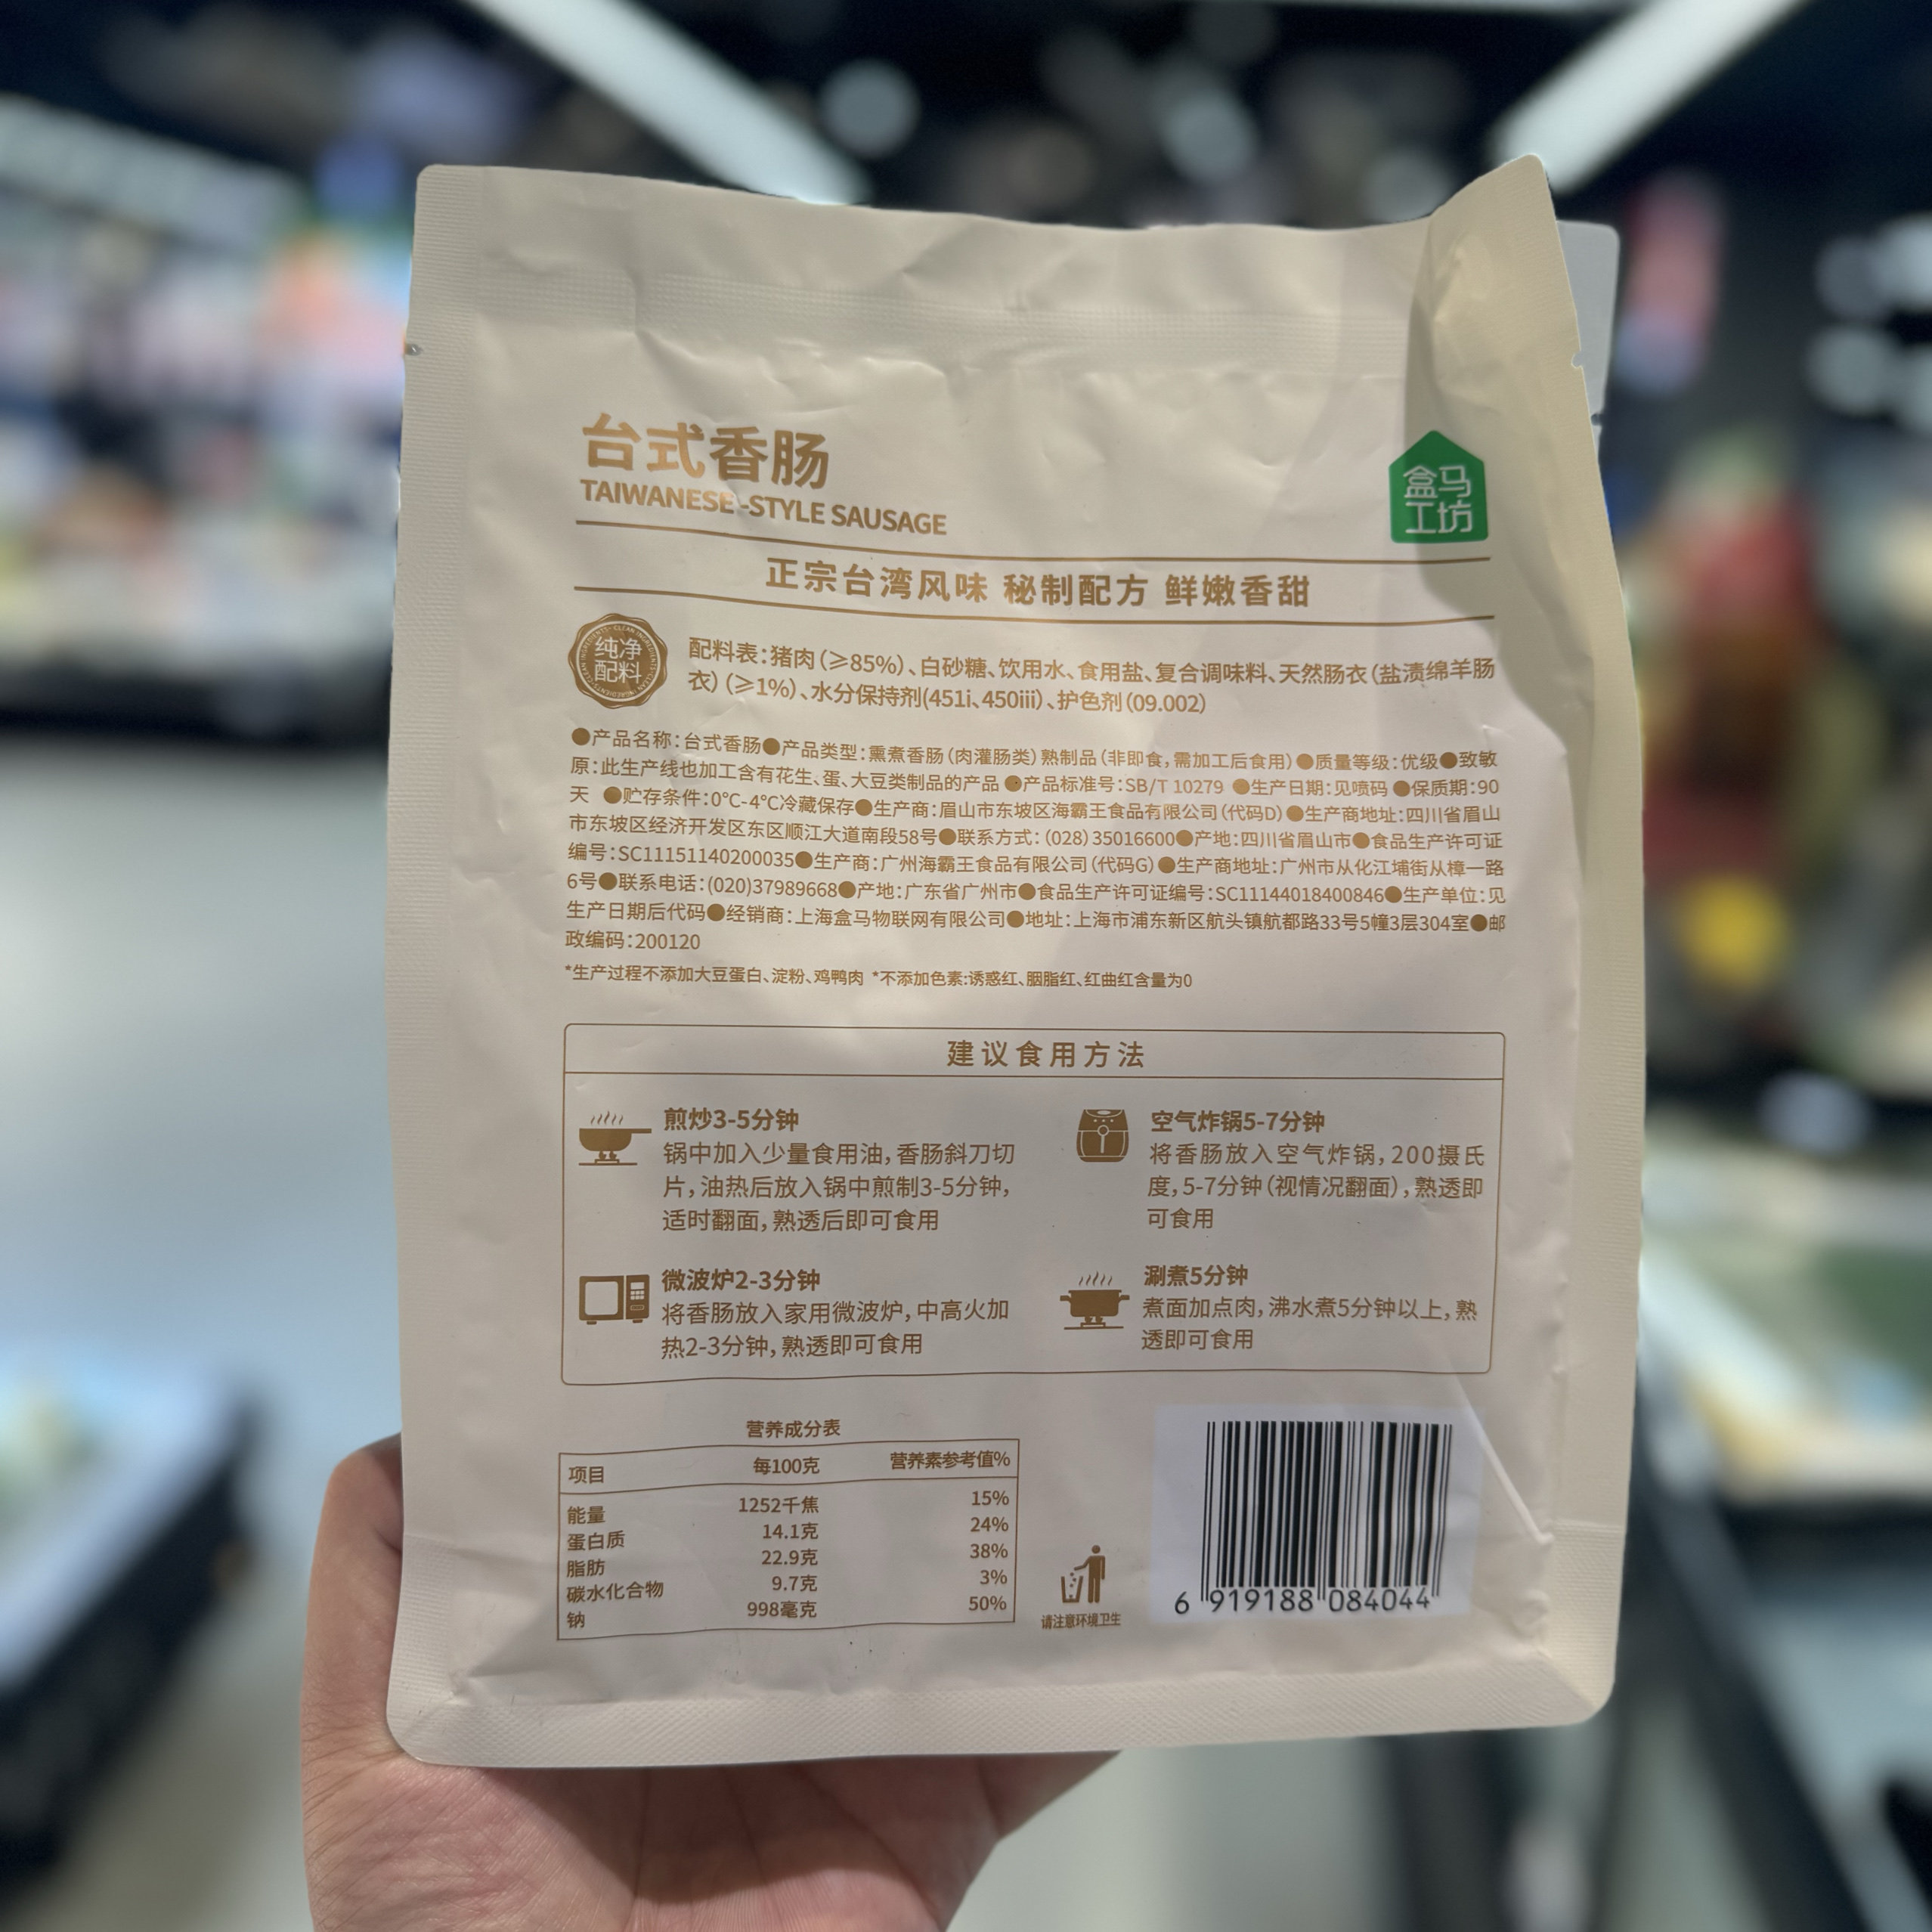 台式香肠
TAIWANESE-STYLE SAUSAGE
盒马
工坊
正宗台湾风味 秘制配方 鲜嫩香甜
纯净
配料
配料表:猪肉(≥85%)、白砂糖、饮用水、食用盐、复合调味料、天然肠衣(盐渍绵羊肠
衣)(≥1%)、水分保持剂(451i、450iii)、护色剂(09.002)
●产品名称:台式香肠●产品类型:熏煮香肠(肉灌肠类)熟制品(非即食,需加工后食用)●质量等级:优级●致敏
原:此生产线也加工含有花生、蛋、大豆类制品的产品 ●产品标准号:SB/T 10279 ●生产日期:见喷码 ●保质期:90
天 ●贮存条件:0℃-4℃冷藏保存●生产商:眉山市东坡区海霸王食品有限公司(代码D)●生产商地址:四川省眉山
市东坡区经济开发区东区顺江大道南段58号●联系方式:(028)35016600●产地:四川省眉山市●食品生产许可证
编号:SC11151140200035●生产商:广州海霸王食品有限公司(代码G)●生产商地址:广州市从化江埔街从樟一路
6号●联系电话:(020)37989668●产地:广东省广州市●食品生产许可证编号:SC11144018400846●生产单位:见
生产日期后代码●经销商:上海盒马物联网有限公司●地址:上海市浦东新区航头镇航都路33号5幢3层304室●邮
政编码:200120
*生产过程不添加大豆蛋白、淀粉、鸡鸭肉 *不添加色素:诱惑红、胭脂红、红曲红含量为0
建议食用方法
煎炒3-5分钟
锅中加入少量食用油,香肠斜刀切
片,油热后放入锅中煎制3-5分钟,
适时翻面,熟透后即可食用
空气炸锅5-7分钟
将香肠放入空气炸锅,200摄氏
度,5-7分钟(视情况翻面),熟透即
可食用
微波炉2-3分钟
将香肠放入家用微波炉,中高火加
热2-3分钟,熟透即可食用
涮煮5分钟
煮面加点肉,沸水煮5分钟以上,熟
透即可食用
营养成分表
项目 每100克 营养素参考值%
能量 1252千焦 15%
蛋白质 14.1克 24%
脂肪 22.9克 38%
碳水化合物 9.7克 3%
钠 998毫克 50%
请注意环境卫生
6 919188 084044